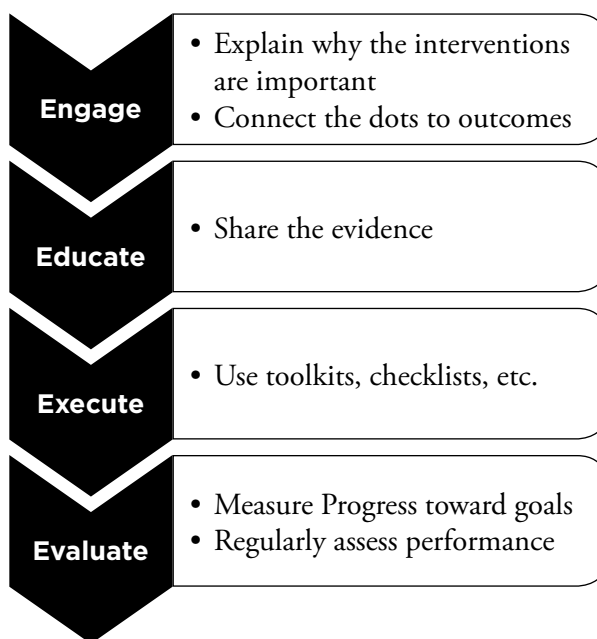 Engage
• Explain why the interventions
are important
• Connect the dots to outcomes
Educate
• Share the evidence
Execute
• Use toolkits, checklists, etc.
Evaluate
• Measure Progress toward goals
• Regularly assess performance